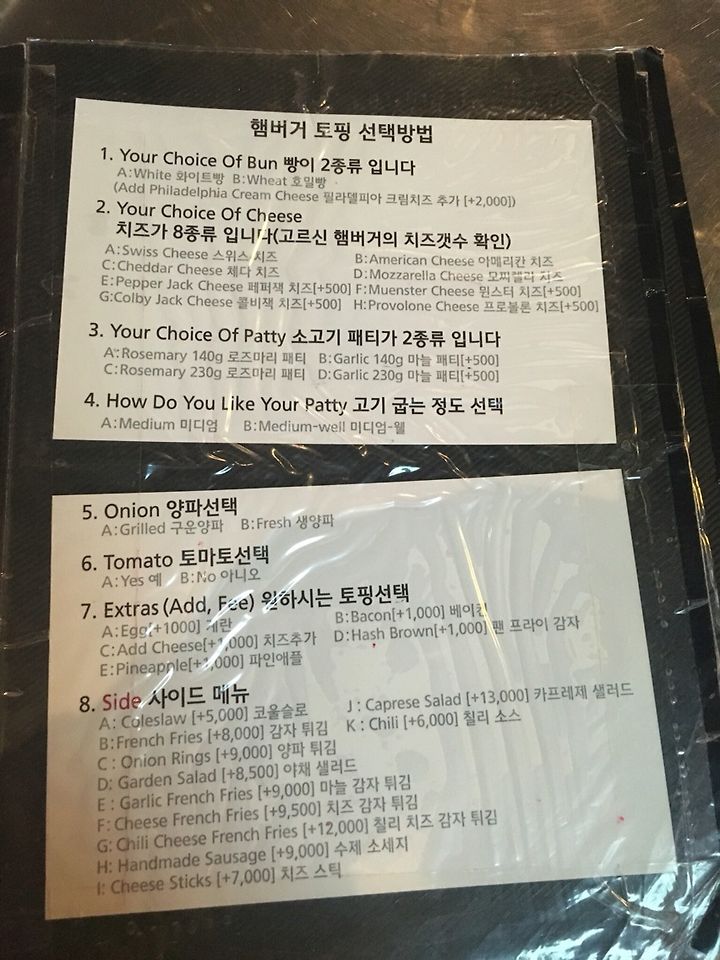 햄버거 토핑 선택방법
1. Your Choice Of Bun 빵이 2종류 입니다
A:White 화이트빵 B:Wheat 호밀빵
(Add Philadelphia Cream Cheese 필라델피아 크림치즈 추가 [+2,000])
2. Your Choice Of Cheese
치즈가 8종류 입니다(고르신 햄버거의 치즈갯수 확인)
A:Swiss Cheese 스위스 치즈 B:American Cheese 아메리칸 치즈
C:Cheddar Cheese 체다 치즈 D:Mozzarella Cheese 모짜렐라 치즈
E:Pepper Jack Cheese 페퍼잭 치즈[+500] F:Muenster Cheese 뮌스터 치즈[+500]
G:Colby Jack Cheese 콜비잭 치즈[+500] H:Provolone Cheese 프로볼론 치즈[+500]
3. Your Choice Of Patty 소고기 패티가 2종류 입니다
A:Rosemary 140g 로즈마리 패티 B:Garlic 140g 마늘 패티[+500]
C:Rosemary 230g 로즈마리 패티 D:Garlic 230g 마늘 패티[+500]
4. How Do You Like Your Patty 고기 굽는 정도 선택
A:Medium 미디엄 B:Medium-well 미디엄-웰
5. Onion 양파선택
A:Grilled 구운양파 B:Fresh 생양파
6. Tomato 토마토선택
A:Yes 예 B:No 아니오
7. Extras (Add, Fee) 원하시는 토핑선택
A:Egg[+1000] 계란 B:Bacon[+1,000] 베이컨
C:Add Cheese[+1,000] 치즈추가 D:Hash Brown[+1,000] 팬 프라이 감자
E:Pineapple[+1,000] 파인애플
8. Side 사이드 메뉴
A: Coleslaw [+5,000] 코울슬로
B:French Fries [+8,000] 감자 튀김
C : Onion Rings [+9,000] 양파 튀김
D: Garden Salad [+8,500] 야채 샐러드
E : Garlic French Fries [+9,000] 마늘 감자 튀김
F: Cheese French Fries [+9,500] 치즈 감자 튀김
G: Chili Cheese French Fries [+12,000] 칠리 치즈 감자 튀김
H: Handmade Sausage [+9,000] 수제 소세지
I: Cheese Sticks [+7,000] 치즈 스틱
J : Caprese Salad [+13,000] 카프레제 샐러드
K : Chili [+6,000] 칠리 소스